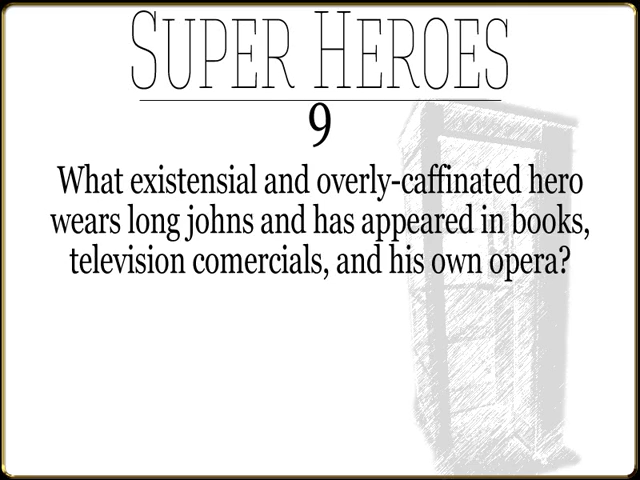 Super Heroes
9
What existensial and overly-caffinated hero
wears long johns and has appeared in books,
television comercials, and his own opera?